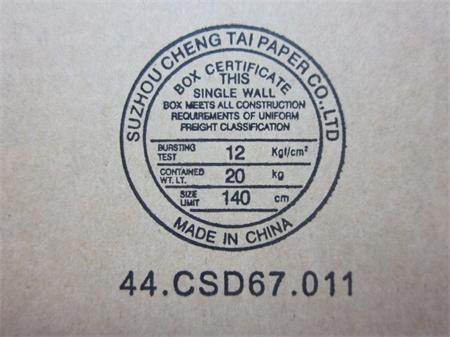 SUZHOU CHENG TAI PAPER CO.,LTD
BOX CERTIFICATE
THIS
SINGLE WALL
BOX MEETS ALL CONSTRUCTION
REQUIREMENTS OF UNIFORM
FREIGHT CLASSIFICATION
BURSTING TEST 12 Kgf/cm²
CONTAINED WT. LT. 20 kg
SIZE LIMIT 140 cm
MADE IN CHINA
44.CSD67.011